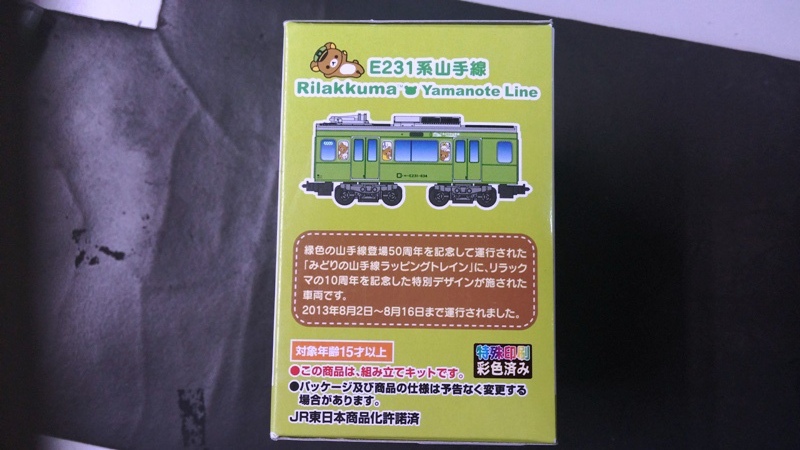 E231系山手線
Rilakkuma Yamanote Line
緑色の山手線登場50周年を記念して運行された
「みどりの山手線ラッピングトレイン」に、リラック
マの10周年を記念した特別デザインが施された
車両です。
2013年8月2日〜8月16日まで運行されました。
対象年齢15才以上
特殊印刷
彩色済み
●この商品は、組み立てキットです。
●パッケージ及び商品の仕様は予告なく変更する
場合があります。
JR東日本商品化許諾済